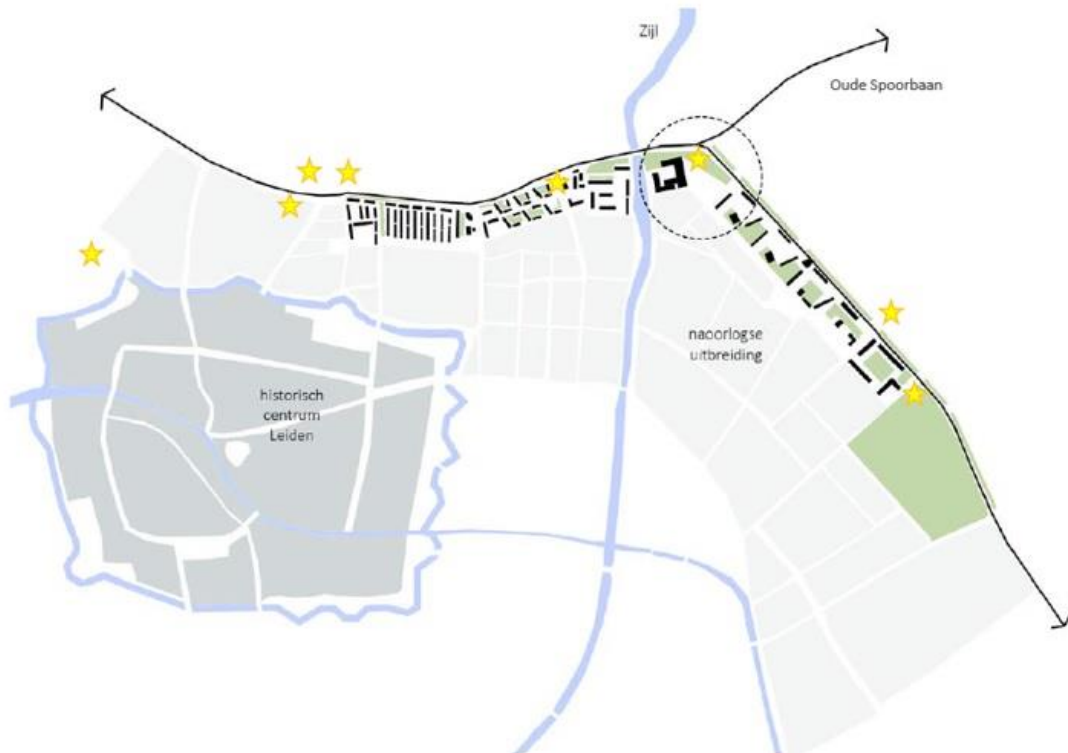 Zijl
Oude Spoorbaan
naoorlogse
uitbreiding
historisch
centrum
Leiden